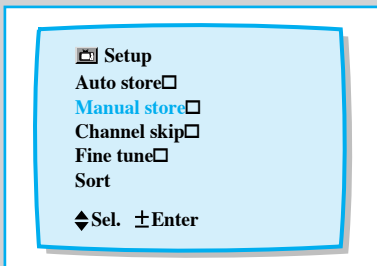 Setup
Auto store□
Manual store□
Channel skip□
Fine tune□
Sort
Sel. ±Enter